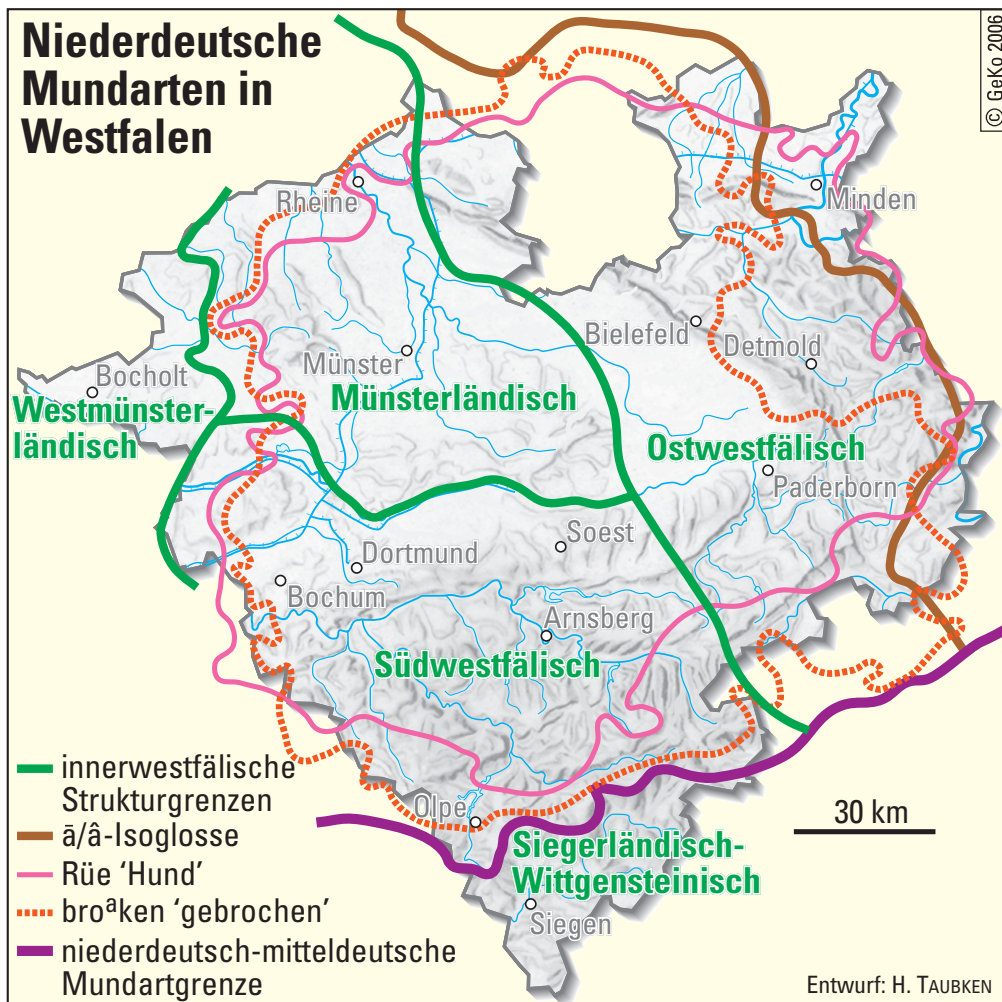 Niederdeutsche
Mundarten in
Westfalen
© GeKo 2006
Rheine
Minden
Bielefeld
Detmold
Münster
Bocholt
Münsterländisch
Westmünster-
ländisch
Ostwestfälisch
Paderborn
Soest
Dortmund
Bochum
Arnsberg
Südwestfälisch
innerwestfälische
Strukturgrenzen
ā/â-Isoglosse
Rüe ‘Hund’
broᵃken ‘gebrochen’
niederdeutsch-mitteldeutsche
Mundartgrenze
Olpe
30 km
Siegerländisch-
Wittgensteinisch
Siegen
Entwurf: H. TAUBKEN